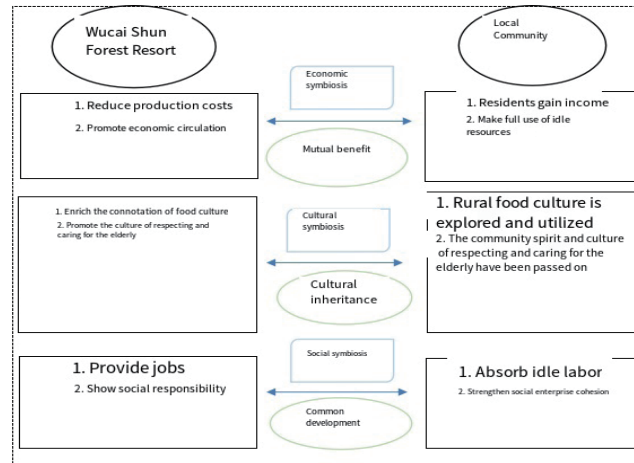 Wucai Shun
Forest Resort
Local
Community
Economic
symbiosis
1. Reduce production costs
2. Promote economic circulation
Mutual benefit
1. Residents gain income
2. Make full use of idle
resources
1. Enrich the connotation of food culture
2. Promote the culture of respecting and
caring for the elderly
Cultural
symbiosis
Cultural
inheritance
1. Rural food culture is
explored and utilized
2. The community spirit and culture
of respecting and caring for the
elderly have been passed on
Social symbiosis
1. Provide jobs
2. Show social responsibility
Common
development
1. Absorb idle labor
2. Strengthen social enterprise cohesion